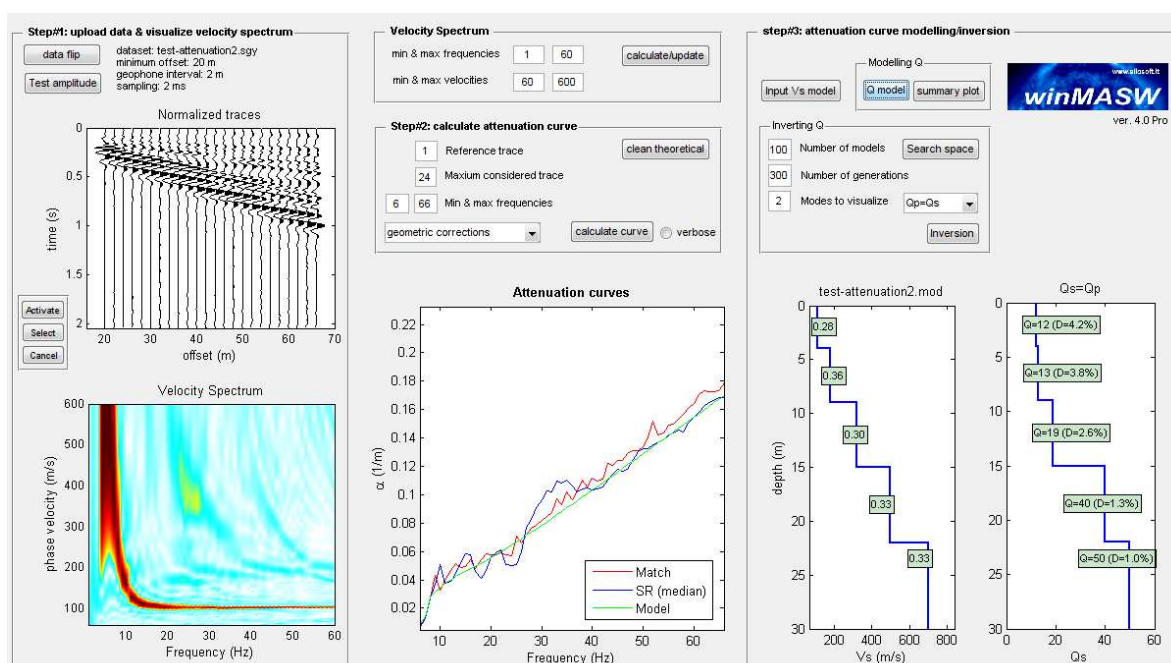 Step#1: upload data & visualize velocity spectrum
data flip
dataset: test-attenuation2.sgy
minimum offset: 20 m
geophone interval: 2 m
sampling: 2 ms
Test amplitude
Normalized traces
0
0.5
1
1.5
2
time (s)
20 30 40 50 60 70
offset (m)
Activate
Select
Cancel
Velocity Spectrum
600
500
400
300
200
100
phase velocity (m/s)
10 20 30 40 50 60
Frequency (Hz)
Velocity Spectrum
min & max frequencies 1 60
calculate/update
min & max velocities 60 600
Step#2: calculate attenuation curve
1 Reference trace
clean theoretical
24 Maxium considered trace
6 66 Min & max frequencies
geometric corrections
calculate curve
verbose
Attenuation curves
0.22
0.2
0.18
0.16
0.14
0.12
0.1
0.08
0.06
0.04
0.02
α (1/m)
Match
SR (median)
Model
10 20 30 40 50 60
Frequency (Hz)
step#3: attenuation curve modelling/inversion
Input Vs model
Modelling Q
Q model
summary plot
www.eliosoft.it
winMASW
ver. 4.0 Pro
Inverting Q
100 Number of models
Search space
300 Number of generations
2 Modes to visualize
Qp=Qs
Inversion
test-attenuation2.mod
0
5
10
15
20
25
30
depth (m)
0.28
0.36
0.30
0.33
0.33
200 400 600 800
Vs (m/s)
Qs=Qp
0
5
10
15
20
25
30
Q=12 (D=4.2%)
Q=13 (D=3.8%)
Q=19 (D=2.6%)
Q=40 (D=1.3%)
Q=50 (D=1.0%)
0 20 40 60
Qs